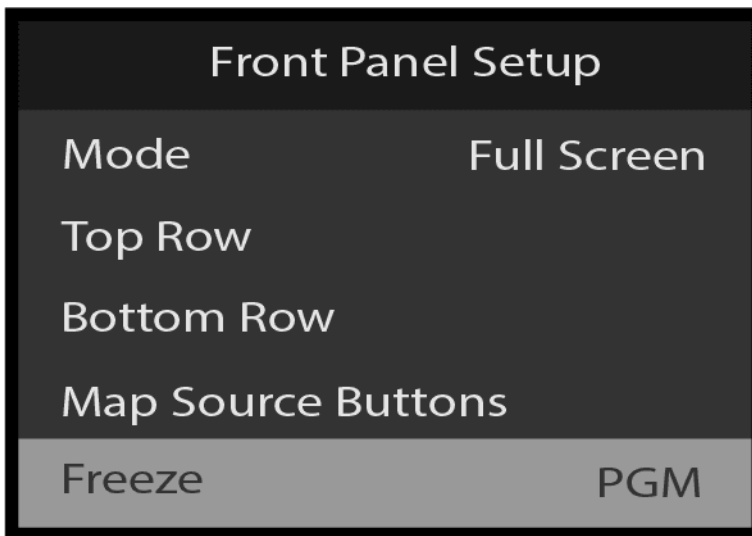 Front Panel Setup
Mode Full Screen
Top Row
Bottom Row
Map Source Buttons
Freeze PGM